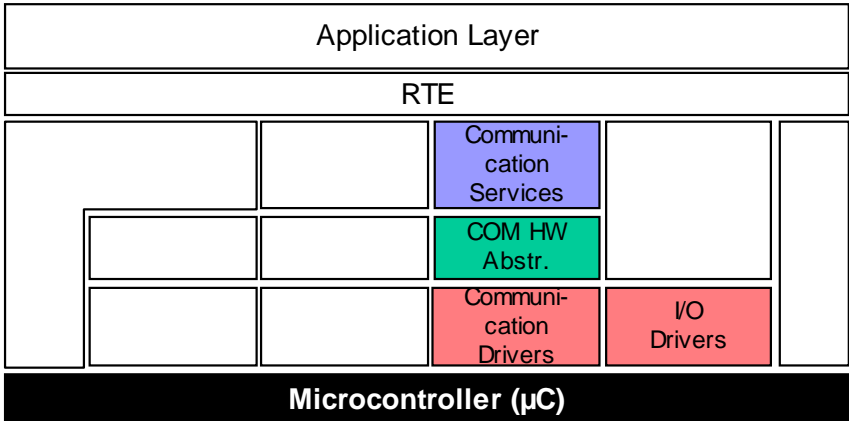 Application Layer
RTE
Communi-
cation
Services
COM HW
Abstr.
Communi-
cation
Drivers
I/O
Drivers
Microcontroller (µC)